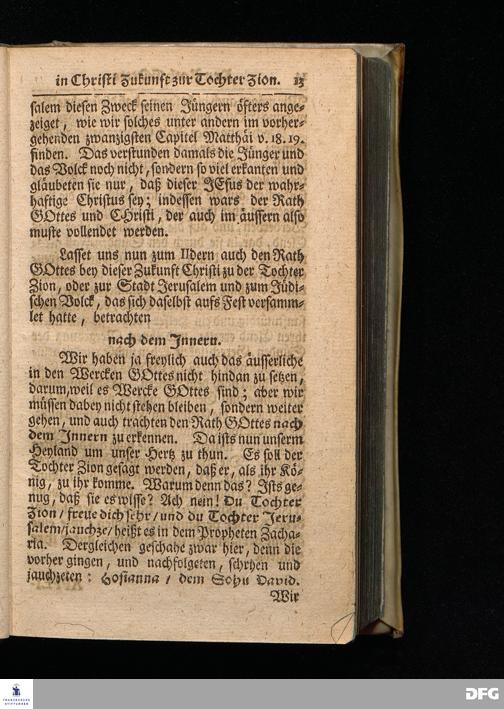 in Christi Zukunft zur Tochter Zion. 13
salem diesen Zweck seinen Jüngern öfters ange-
zeiget, wie wir solches unter andern im vorher-
gehenden zwanzigsten Capitel Matthäi v. 18. 19.
finden. Das verstunden damals die Jünger und
das Volck noch nicht, sondern so viel erkanten und
gläubeten sie nur, daß dieser JEsus der wahr-
haftige Christus sey; indessen wars der Rath
GOttes und CHristi, der auch im äussern also
muste vollendet werden.
Lasset uns nun zum IIdern auch den Rath
GOttes bey dieser Zukunft Christi zu der Tochter
Zion, oder zur Stadt Jerusalem und zum Jüdi-
schen Volck, das sich daselbst aufs Fest versamm-
let hatte, betrachten
nach dem Innern.
Wir haben ja freylich auch das äusserliche
in den Wercken GOttes nicht hindan zu setzen,
darum, weil es Wercke GOttes sind; aber wir
müssen dabey nicht stehen bleiben, sondern weiter
gehen, und auch trachten den Rath GOttes nach
dem Innern zu erkennen. Da ists nun unserm
Heyland um unser Hertz zu thun. Es soll der
Tochter Zion gesagt werden, daß er, als ihr Kö-
nig, zu ihr komme. Warum denn das? Ists ge-
nug, daß sie es wisse? Ach nein! Du Tochter
Zion/ freue dich sehr/ und du Tochter Jeru-
salem/ jauchze/ heißt es in dem Propheten Zacha-
ria. Dergleichen geschahe zwar hier, denn die
vorher gingen, und nachfolgeten, schryen und
jauchzeten: Hosianna/ dem Sohn David.
Wir
FRANCKESCHE
STIFTUNGEN
DFG